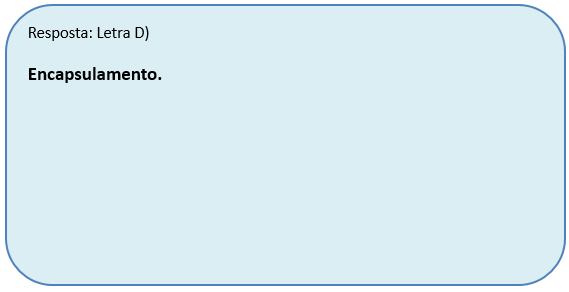 Resposta: Letra D)
Encapsulamento.